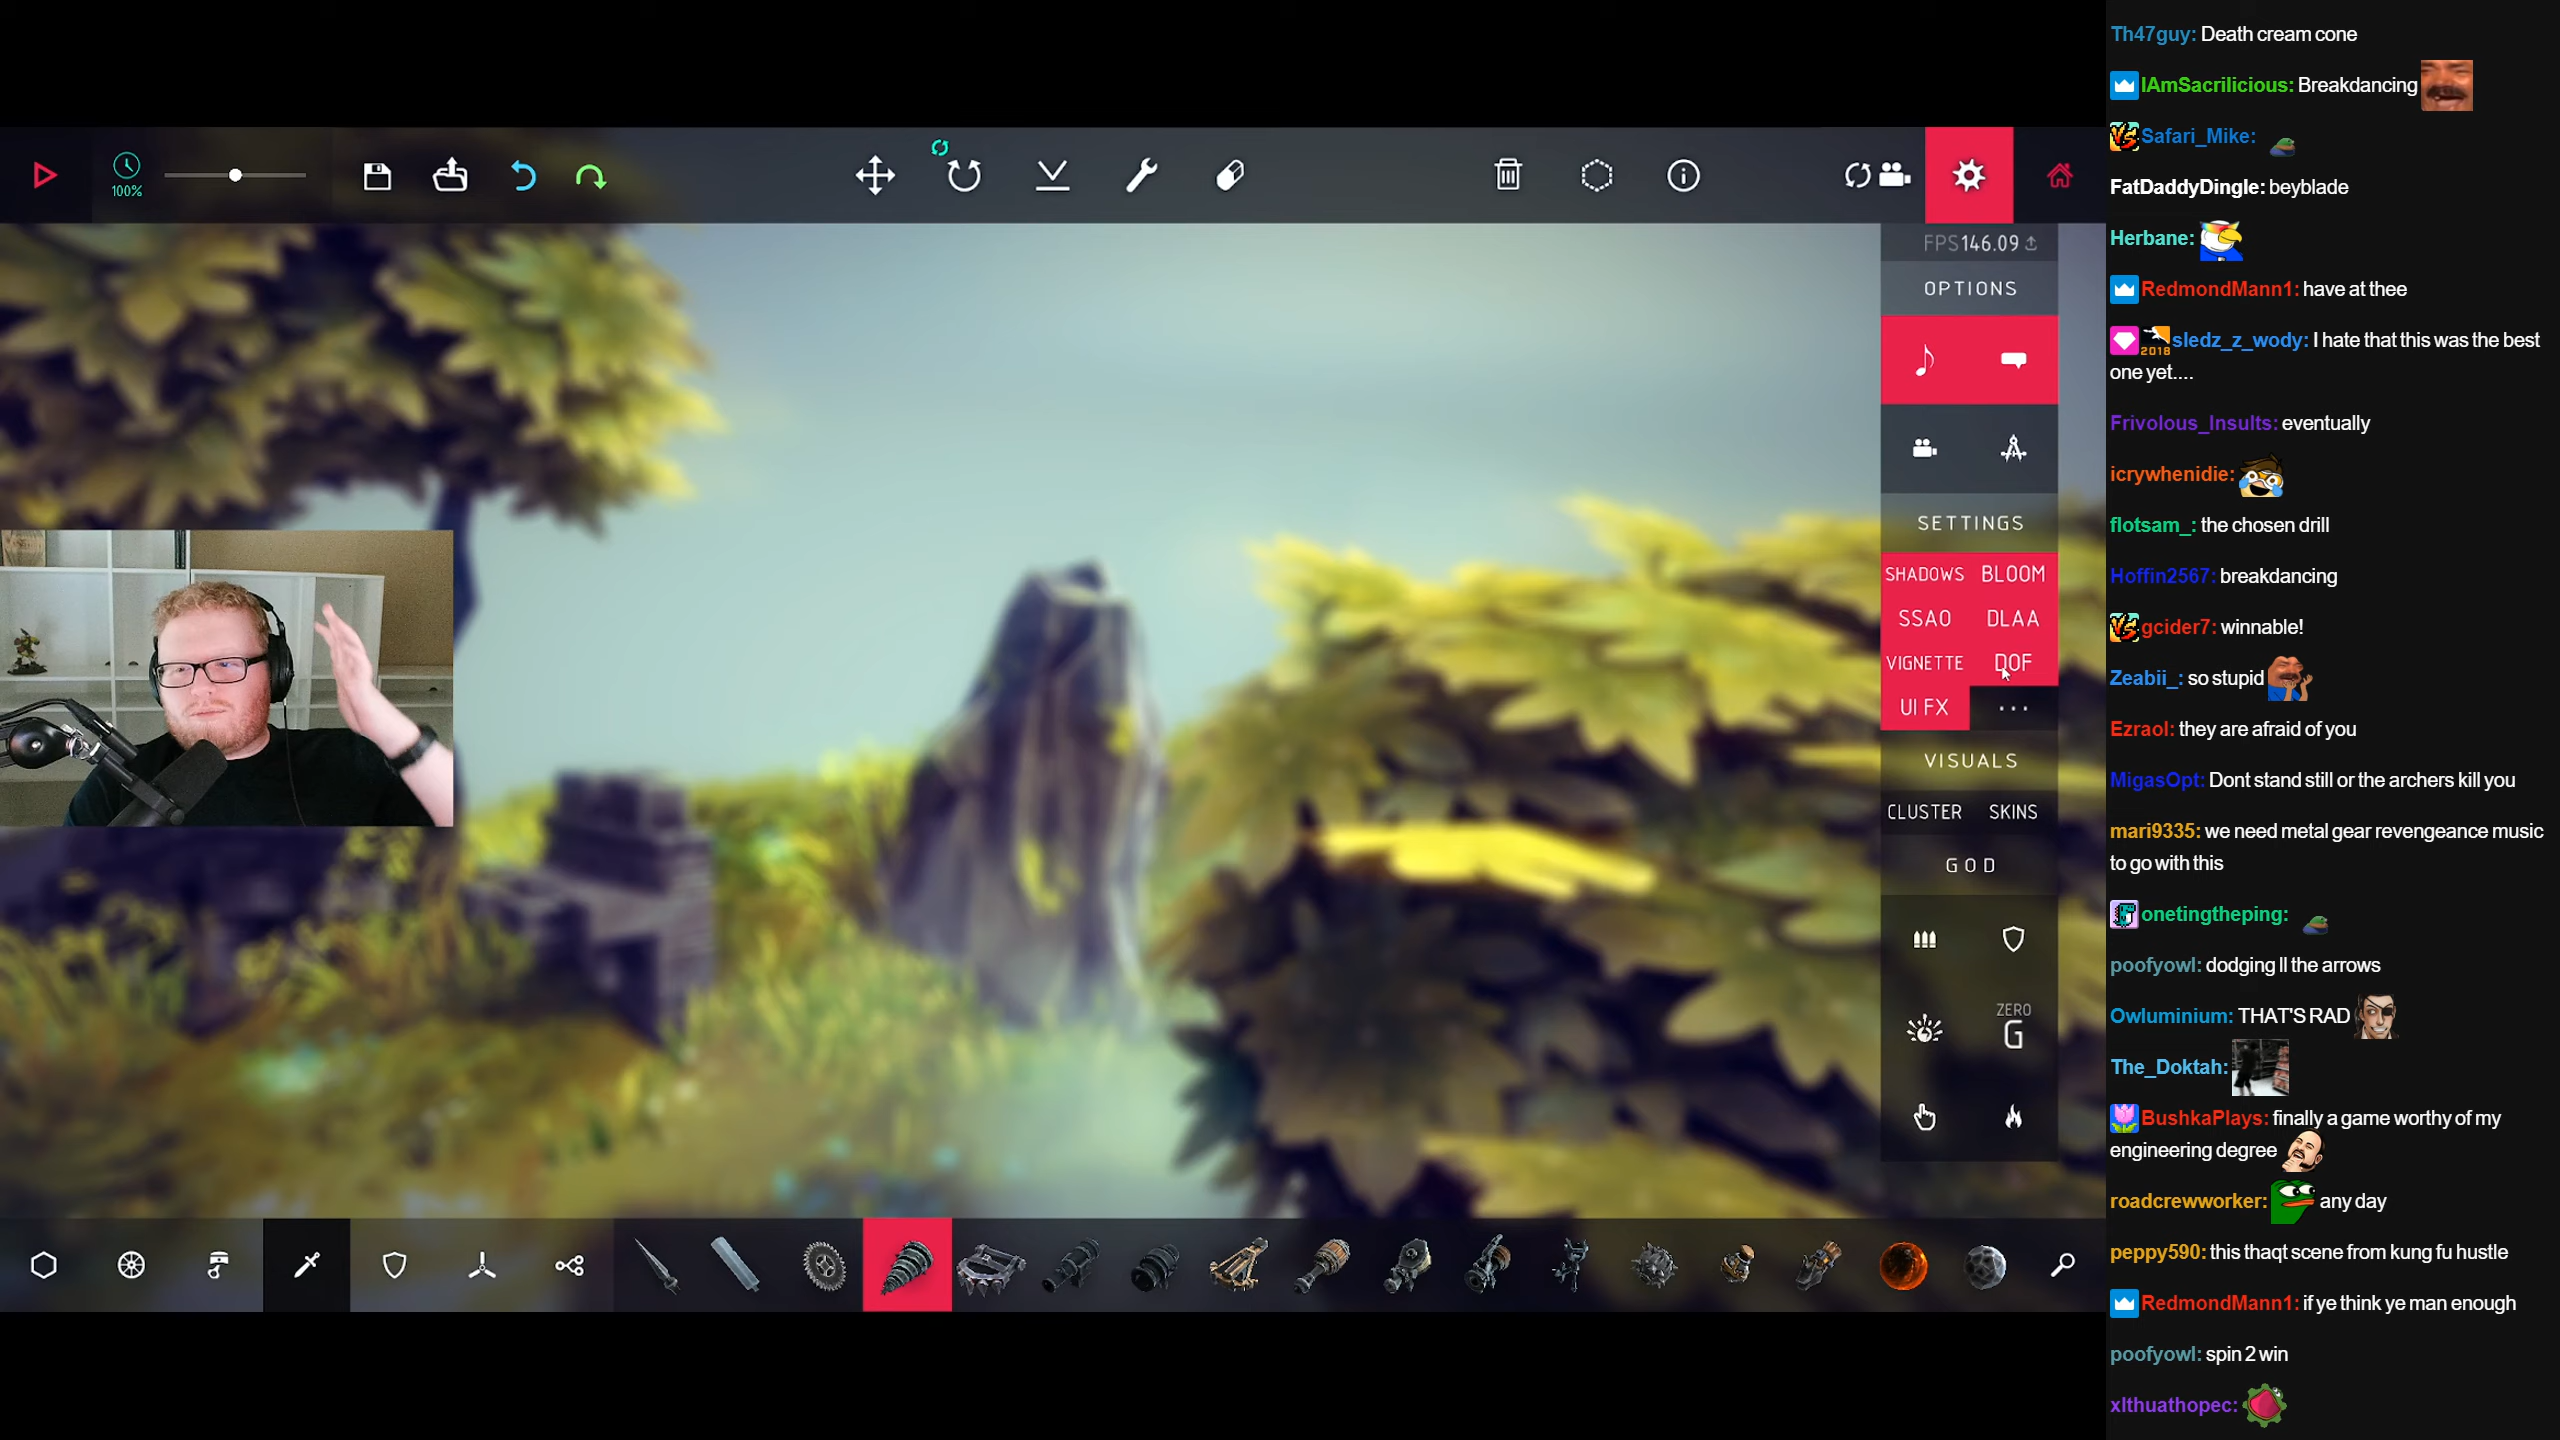 100%
FPS 146.09
OPTIONS
SETTINGS
SHADOWS BLOOM
SSAO DLAA
VIGNETTE DOF
UI FX ...
VISUALS
CLUSTER SKINS
GOD
ZERO
G
Th47guy: Death cream cone
IAmSacrilicious: Breakdancing
Safari_Mike:
FatDaddyDingle: beyblade
Herbane:
RedmondMann1: have at thee
2018 sledz_z_wody: I hate that this was the best
one yet....
Frivolous_Insults: eventually
icrywhenidie:
flotsam_: the chosen drill
Hoffin2567: breakdancing
gcider7: winnable!
Zeabii_: so stupid
Ezraol: they are afraid of you
MigasOpt: Dont stand still or the archers kill you
mari9335: we need metal gear revengeance music
to go with this
onetingtheping:
poofyowl: dodging ll the arrows
Owluminium: THAT'S RAD
The_Doktah:
BushkaPlays: finally a game worthy of my
engineering degree
roadcrewworker: any day
peppy590: this thaqt scene from kung fu hustle
RedmondMann1: if ye think ye man enough
poofyowl: spin 2 win
xlthuathopec: